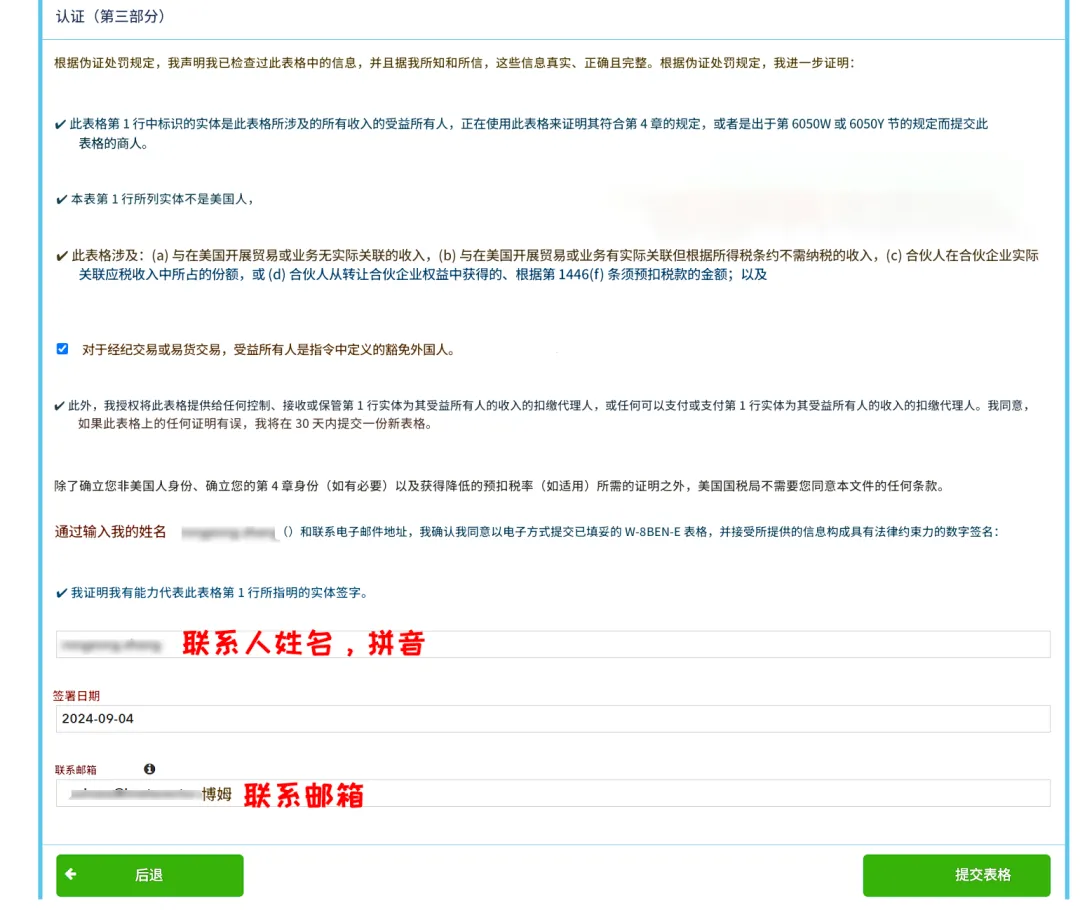 认证（第三部分）
根据伪证处罚规定，我声明我已检查过此表格中的信息，并且据我所知和所信，这些信息真实、正确且完整。根据伪证处罚规定，我进一步证明：
✔ 此表格第 1 行中标识的实体是此表格所涉及的所有收入的受益所有人，正在使用此表格来证明其符合第 4 章的规定，或者是出于第 6050W 或 6050Y 节的规定而提交此
表格的商人。
✔ 本表第 1 行所列实体不是美国人，
✔ 此表格涉及：(a) 与在美国开展贸易或业务无实际关联的收入，(b) 与在美国开展贸易或业务有实际关联但根据所得税条约不需纳税的收入，(c) 合伙人在合伙企业实际
关联应税收入中所占的份额，或 (d) 合伙人从转让合伙企业权益中获得的、根据第 1446(f) 条须预扣税款的金额；以及
对于经纪交易或易货交易，受益所有人是指令中定义的豁免外国人。
✔ 此外，我授权将此表格提供给任何控制、接收或保管第 1 行实体为其受益所有人的收入的扣缴代理人，或任何可以支付或支付第 1 行实体为其受益所有人的收入的扣缴代理人。我同意，
如果此表格上的任何证明有误，我将在 30 天内提交一份新表格。
除了确立您非美国人身份、确立您的第 4 章身份（如有必要）以及获得降低的预扣税率（如适用）所需的证明之外，美国国税局不需要您同意本文件的任何条款。
通过输入我的姓名 （）和联系电子邮件地址，我确认我同意以电子方式提交已填妥的 W-8BEN-E 表格，并接受所提供的信息构成具有法律约束力的数字签名：
✔ 我证明我有能力代表此表格第 1 行所指明的实体签字。
联系人姓名，拼音
签署日期
2024-09-04
联系邮箱
博姆 联系邮箱
后退 提交表格